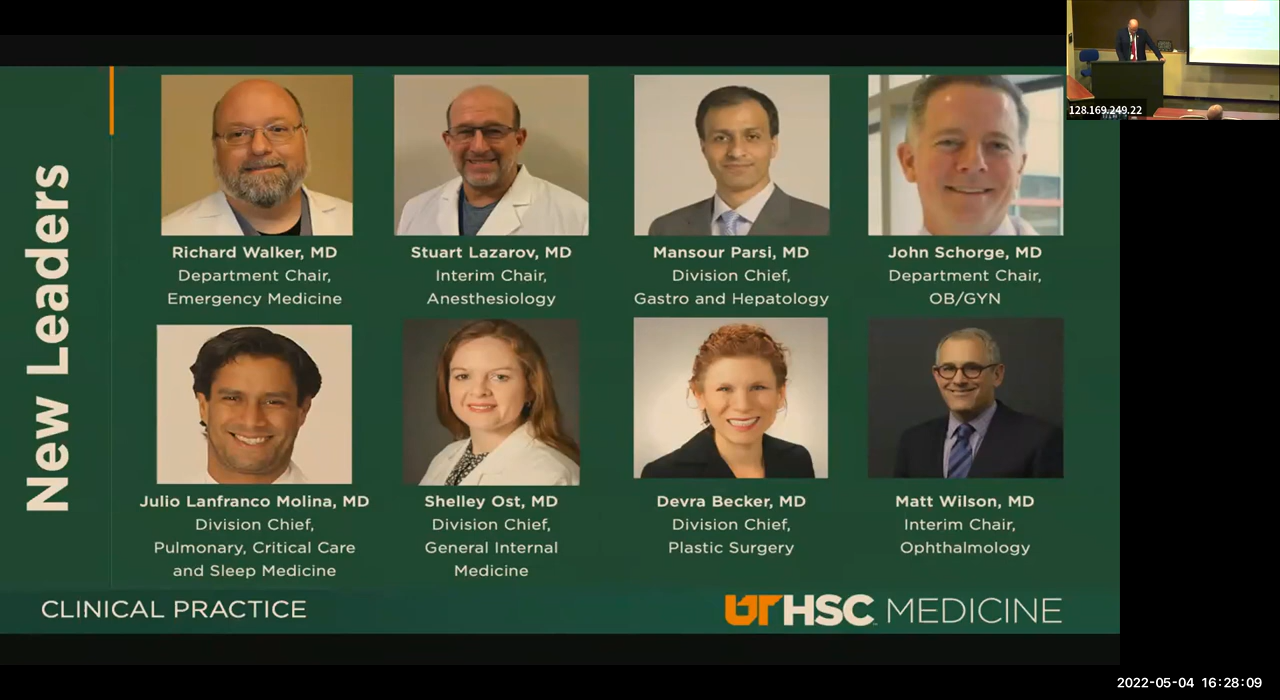 New Leaders
Richard Walker, MD
Department Chair,
Emergency Medicine
Stuart Lazarov, MD
Interim Chair,
Anesthesiology
Mansour Parsi, MD
Division Chief,
Gastro and Hepatology
John Schorge, MD
Department Chair,
OB/GYN
Julio Lanfranco Molina, MD
Division Chief,
Pulmonary, Critical Care
and Sleep Medicine
Shelley Ost, MD
Division Chief,
General Internal
Medicine
Devra Becker, MD
Division Chief,
Plastic Surgery
Matt Wilson, MD
Interim Chair,
Ophthalmology
CLINICAL PRACTICE
UTHSC MEDICINE
128.169.249.22
2022-05-04 16:28:09